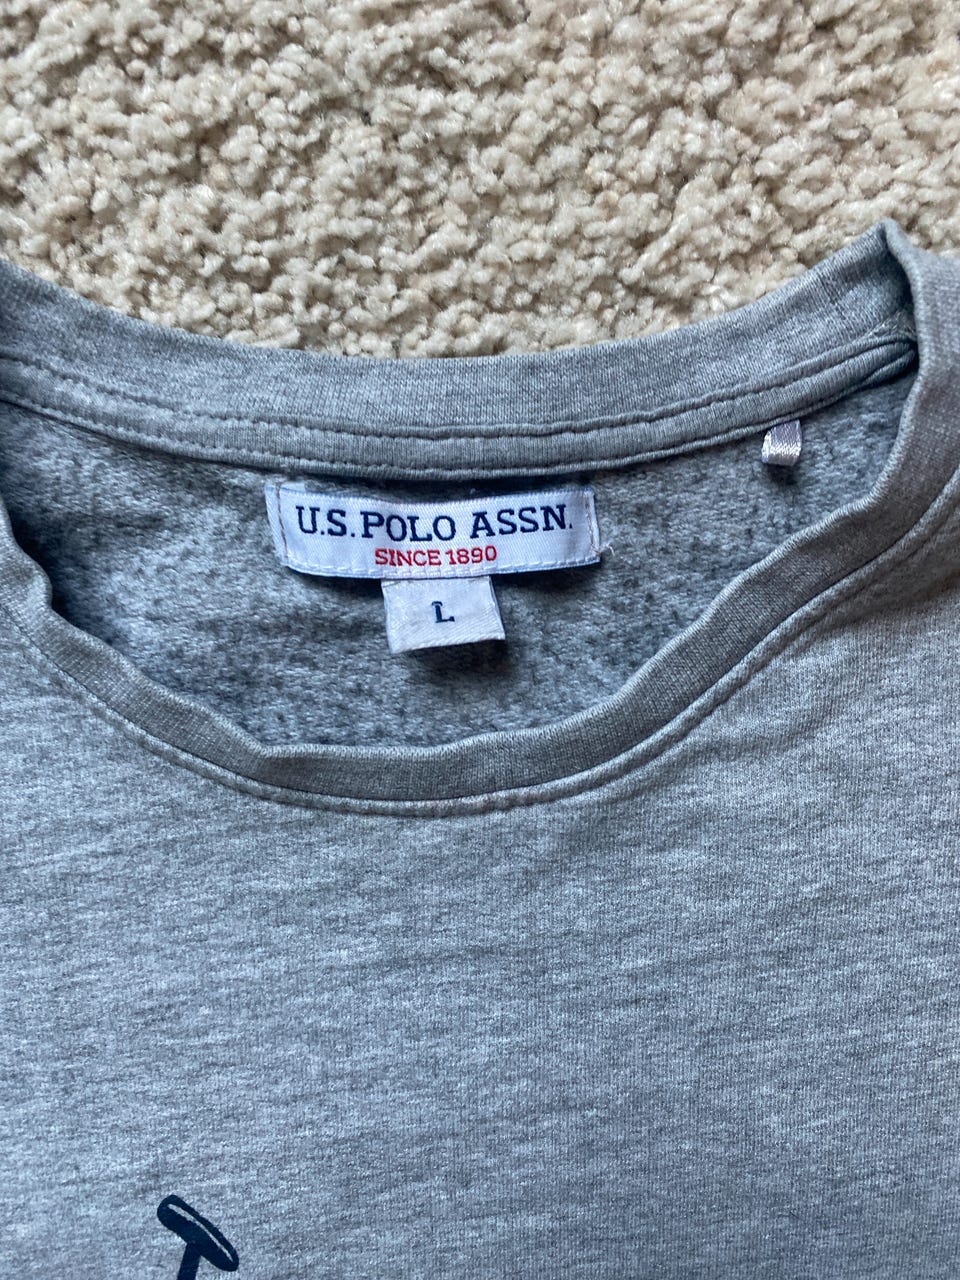 U.S. POLO ASSN.
SINCE 1890
L